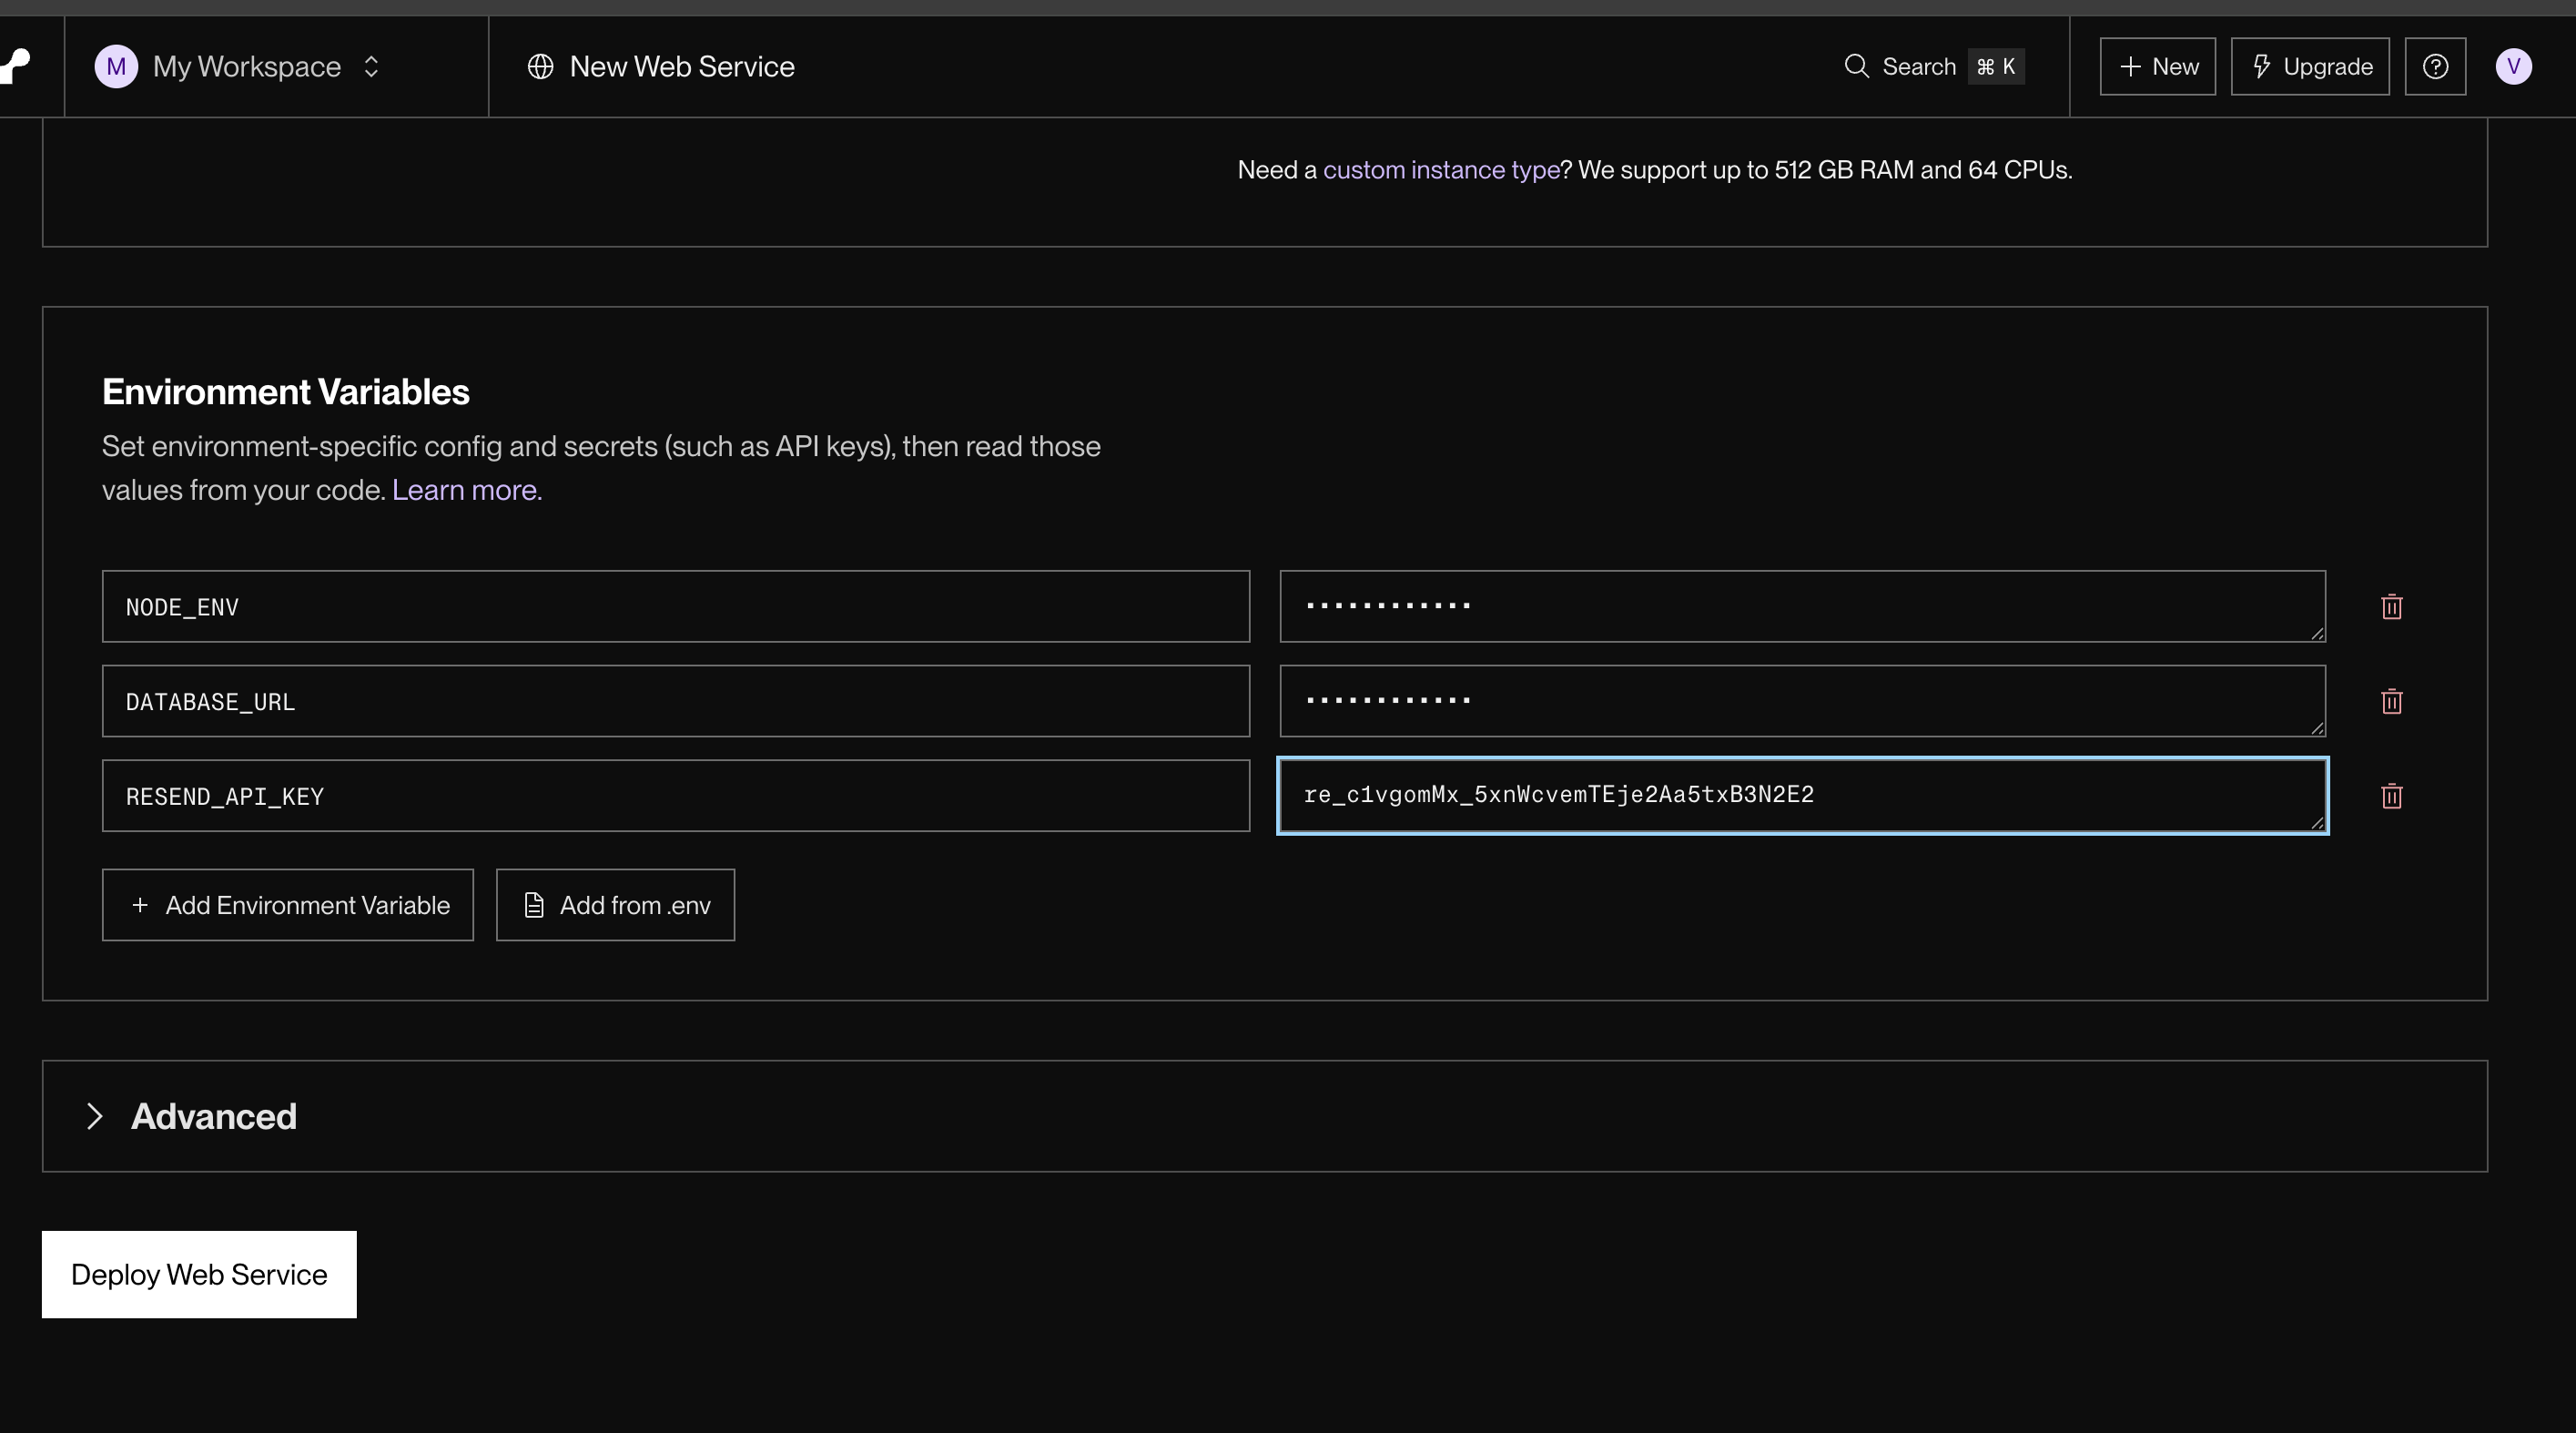 M My Workspace
New Web Service
Search ⌘ K
+ New
Upgrade
?
V
Need a custom instance type? We support up to 512 GB RAM and 64 CPUs.
Environment Variables
Set environment-specific config and secrets (such as API keys), then read those
values from your code. Learn more.
NODE_ENV
············
DATABASE_URL
············
RESEND_API_KEY
re_c1vgomMx_5xnWcvemTEje2Aa5txB3N2E2
+ Add Environment Variable
Add from .env
Advanced
Deploy Web Service